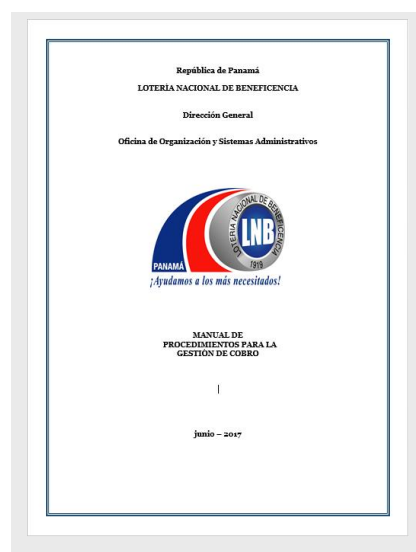 República de Panamá
LOTERÍA NACIONAL DE BENEFICENCIA
Dirección General
Oficina de Organización y Sistemas Administrativos
LOTERIA NACIONAL DE BENEFICENCIA
LNB
1919
PANAMÁ
¡Ayudamos a los más necesitados!
MANUAL DE
PROCEDIMIENTOS PARA LA
GESTIÓN DE COBRO
junio – 2017